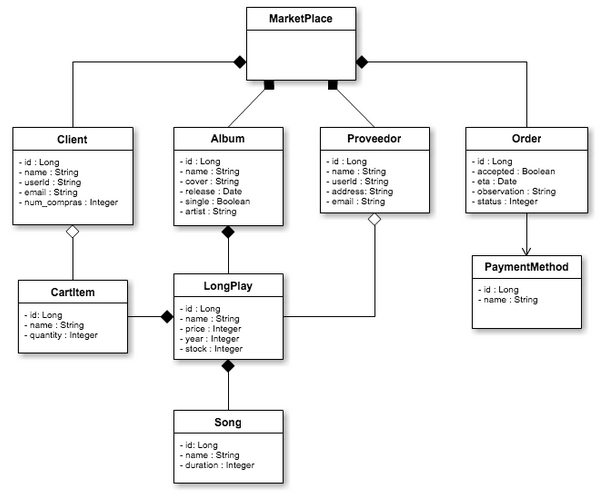 MarketPlace
Client
- id : Long
- name : String
- userId : String
- email : String
- num_compras : Integer
Album
- id : Long
- name : String
- cover : String
- release : Date
- single : Boolean
- artist : String
Proveedor
- id : Long
- name : String
- userId : String
- address: String
- email : String
Order
- id : Long
- accepted : Boolean
- eta : Date
- observation : String
- status : Integer
CartItem
- id: Long
- name : String
- quantity : Integer
LongPlay
- id : Long
- name : String
- price : Integer
- year : Integer
- stock : Integer
PaymentMethod
- id : Long
- name : String
Song
- id: Long
- name : String
- duration : Integer